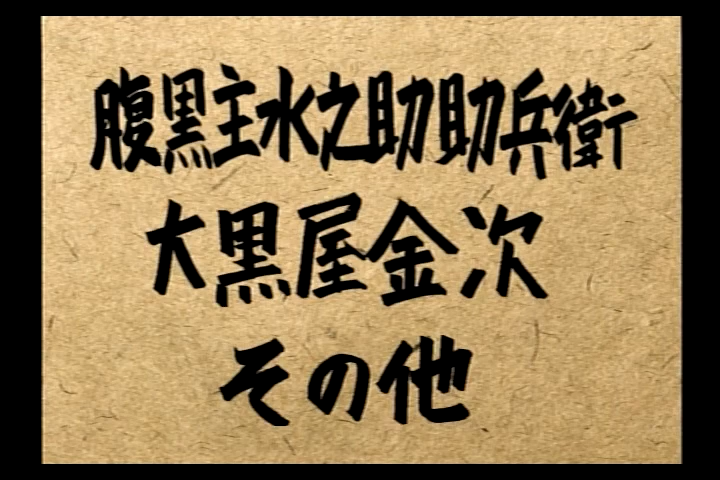 腹黒主水之助助兵衛
大黒屋金次
その他